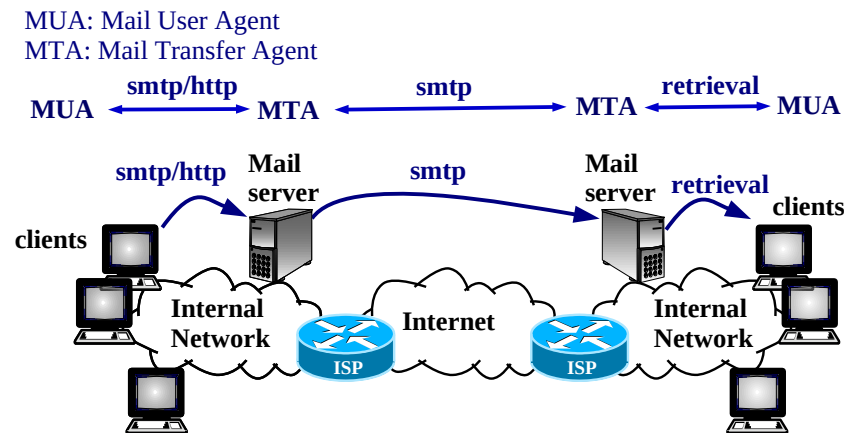 MUA: Mail User Agent
MTA: Mail Transfer Agent
smtp/http
smtp
retrieval
MUA
MTA
MTA
MUA
smtp/http
Mail
server
smtp
Mail
server
retrieval
clients
clients
Internal
Network
Internet
Internal
Network
ISP
ISP